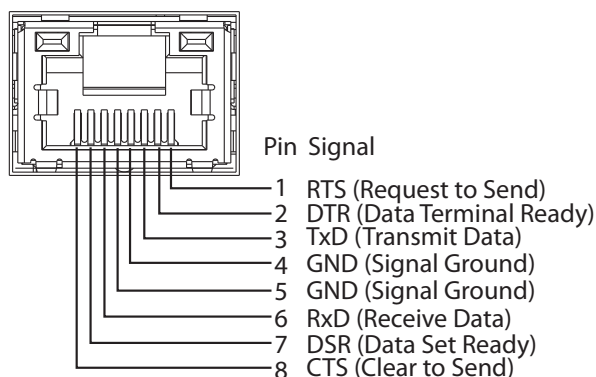 Pin Signal
1 RTS (Request to Send)
2 DTR (Data Terminal Ready)
3 TxD (Transmit Data)
4 GND (Signal Ground)
5 GND (Signal Ground)
6 RxD (Receive Data)
7 DSR (Data Set Ready)
8 CTS (Clear to Send)